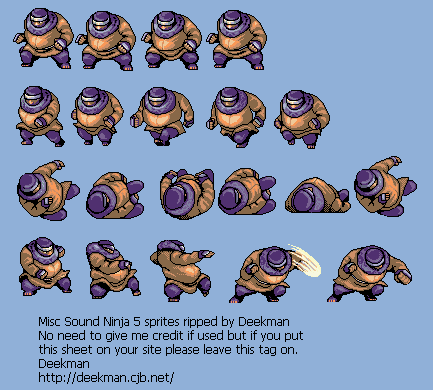 Misc Sound Ninja 5 sprites ripped by Deekman
No need to give me credit if used but if you put
this sheet on your site please leave this tag on.
Deekman
http://deekman.cjb.net/